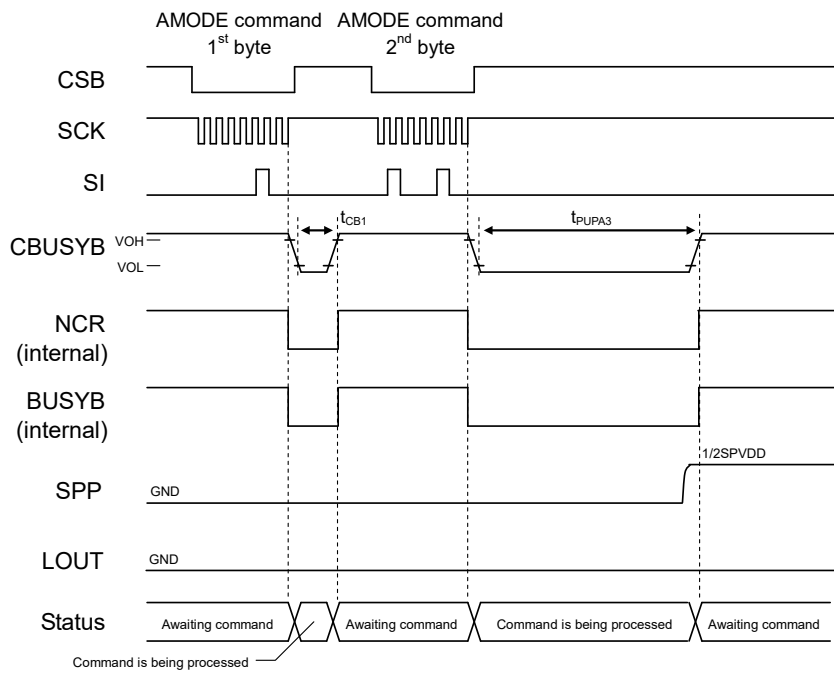 AMODE command AMODE command
1st byte 2nd byte
CSB
SCK
SI
tCB1 tPUPA3
CBUSYB
VOH
VOL
NCR
(internal)
BUSYB
(internal)
1/2SPVDD
SPP
GND
LOUT
GND
Status Awaiting command Awaiting command Command is being processed Awaiting command
Command is being processed